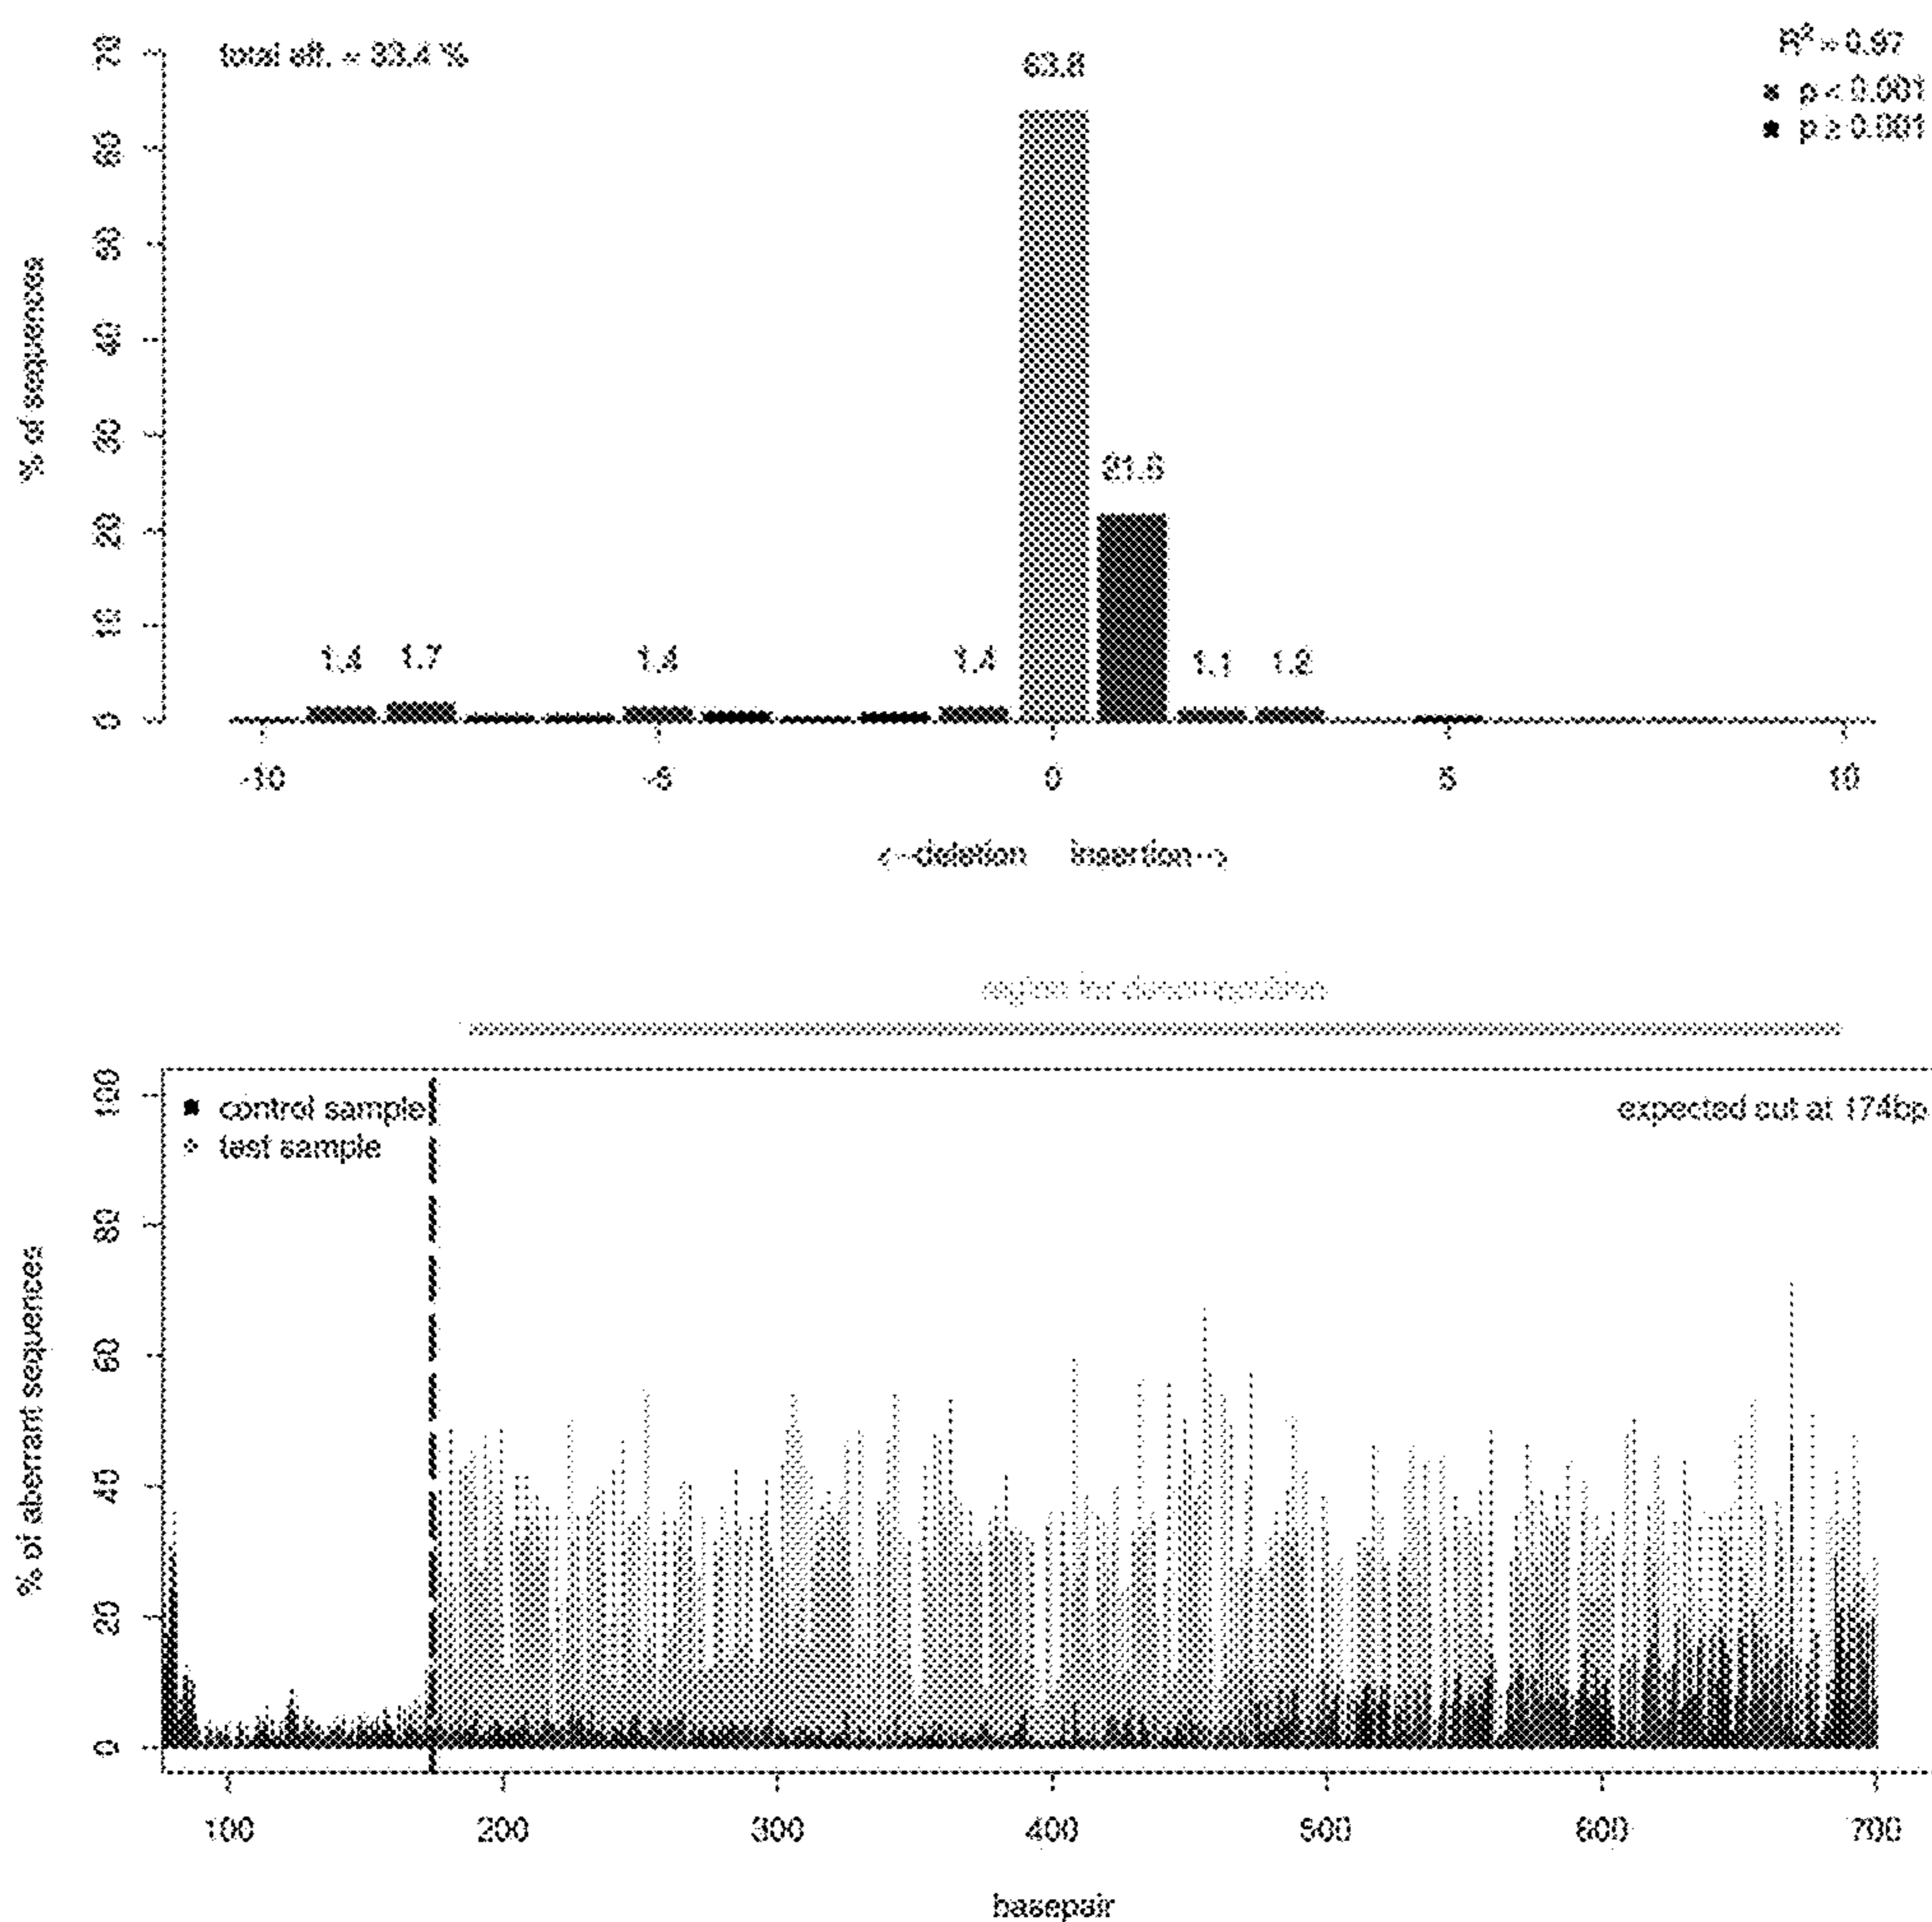 total eff. = 33.4 %
R² = 0.97
p < 0.001
p ≥ 0.001
% of sequences
70
60
50
40
30
20
10
0
63.8
21.6
1.4
1.7
1.4
1.4
1.1
1.2
-10
-5
0
5
10
<--deletion insertion-->
region for decomposition
control sample
test sample
expected cut at 174bp
% of aberrant sequences
100
80
60
40
20
0
100
200
300
400
500
600
700
basepair